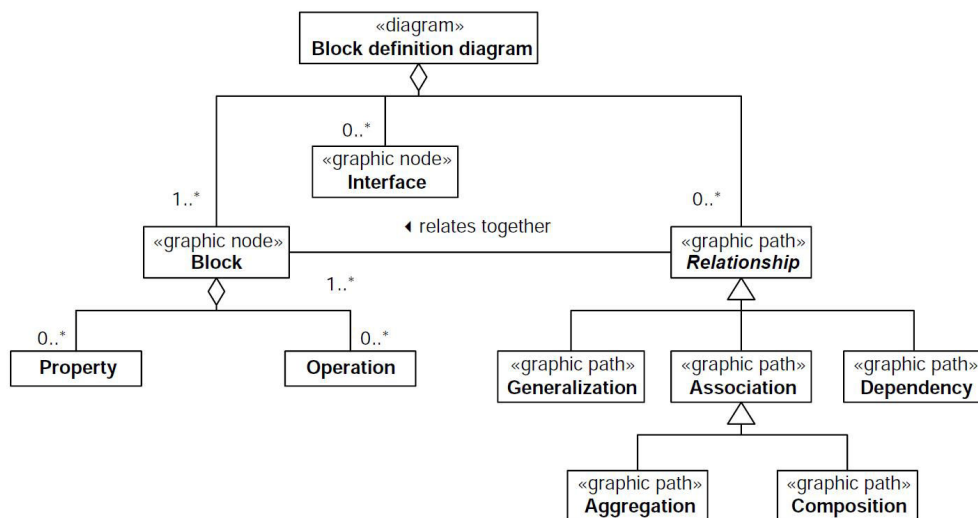 «diagram»
Block definition diagram
0..*
«graphic node»
Interface
1..*
0..*
relates together
«graphic node»
Block
«graphic path»
Relationship
1..*
0..*
0..*
Property
Operation
«graphic path»
Generalization
«graphic path»
Association
«graphic path»
Dependency
«graphic path»
Aggregation
«graphic path»
Composition